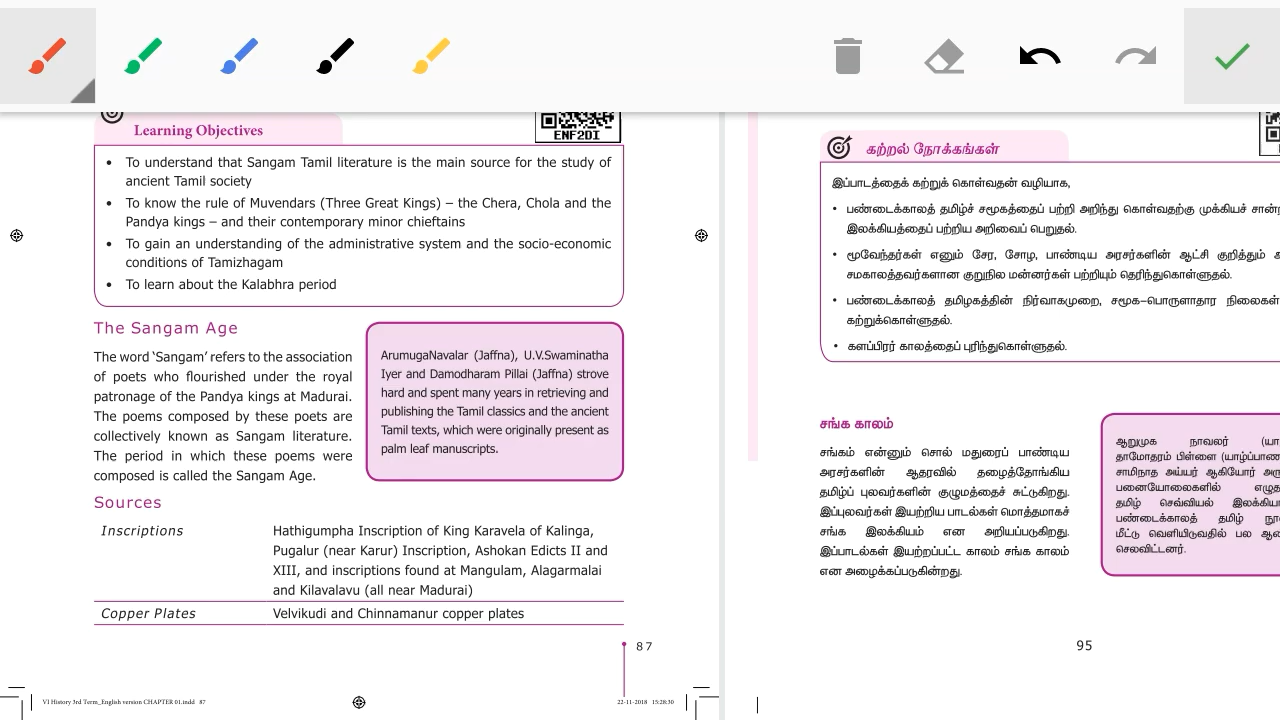 Learning Objectives
ENF2DI
• To understand that Sangam Tamil literature is the main source for the study of
ancient Tamil society
• To know the rule of Muvendars (Three Great Kings) – the Chera, Chola and the
Pandya kings – and their contemporary minor chieftains
• To gain an understanding of the administrative system and the socio-economic
conditions of Tamizhagam
• To learn about the Kalabhra period
The Sangam Age
The word ‘Sangam’ refers to the association
of poets who flourished under the royal
patronage of the Pandya kings at Madurai.
The poems composed by these poets are
collectively known as Sangam literature.
The period in which these poems were
composed is called the Sangam Age.
ArumugaNavalar (Jaffna), U.V.Swaminatha
Iyer and Damodharam Pillai (Jaffna) strove
hard and spent many years in retrieving and
publishing the Tamil classics and the ancient
Tamil texts, which were originally present as
palm leaf manuscripts.
Sources
Inscriptions
Hathigumpha Inscription of King Karavela of Kalinga,
Pugalur (near Karur) Inscription, Ashokan Edicts II and
XIII, and inscriptions found at Mangulam, Alagarmalai
and Kilavalavu (all near Madurai)
Copper Plates
Velvikudi and Chinnamanur copper plates
87
VI History 3rd Term_English version CHAPTER 01.indd 87
22-11-2018 15:28:30
கற்றல் நோக்கங்கள்
இப்பாடத்தைக் கற்றுக் கொள்வதன் வழியாக,
• பண்டைக்காலத் தமிழ்ச் சமூகத்தைப் பற்றி அறிந்து கொள்வதற்கு முக்கியச்
இலக்கியத்தைப் பற்றிய அறிவைப் பெறுதல்.
• மூவேந்தர்கள் எனும் சேர, சோழ, பாண்டிய அரசர்களின் ஆட்சி குறித்தும்
சமகாலத்தவர்களான குறுநில மன்னர்கள் பற்றியும் தெரிந்துகொள்ளுதல்.
• பண்டைக்காலத் தமிழகத்தின் நிர்வாகமுறை, சமூக–பொருளாதார நிலைகள்
கற்றுக்கொள்ளுதல்.
• களப்பிரர் காலத்தைப் புரிந்துகொள்ளுதல்.
சங்க காலம்
சங்கம் என்னும் சொல் மதுரைப் பாண்டிய
அரசர்களின் ஆதரவில் தழைத்தோங்கிய
தமிழ்ப் புலவர்களின் குழுமத்தைச் சுட்டுகிறது.
இப்புலவர்கள் இயற்றிய பாடல்கள் மொத்தமாகச்
சங்க இலக்கியம் என அறியப்படுகிறது.
இப்பாடல்கள் இயற்றப்பட்ட காலம் சங்க காலம்
என அழைக்கப்படுகின்றது.
ஆறுமுக நாவலர்
தாமோதரம் பிள்ளை
சாமிநாத அய்யர் ஆகியோர்
பனையோலைகளில்
தமிழ் செவ்வியல்
பண்டைக்காலத் தமிழ்
மீட்டு வெளியிடுவதில் பல
செலவிட்டனர்.
95